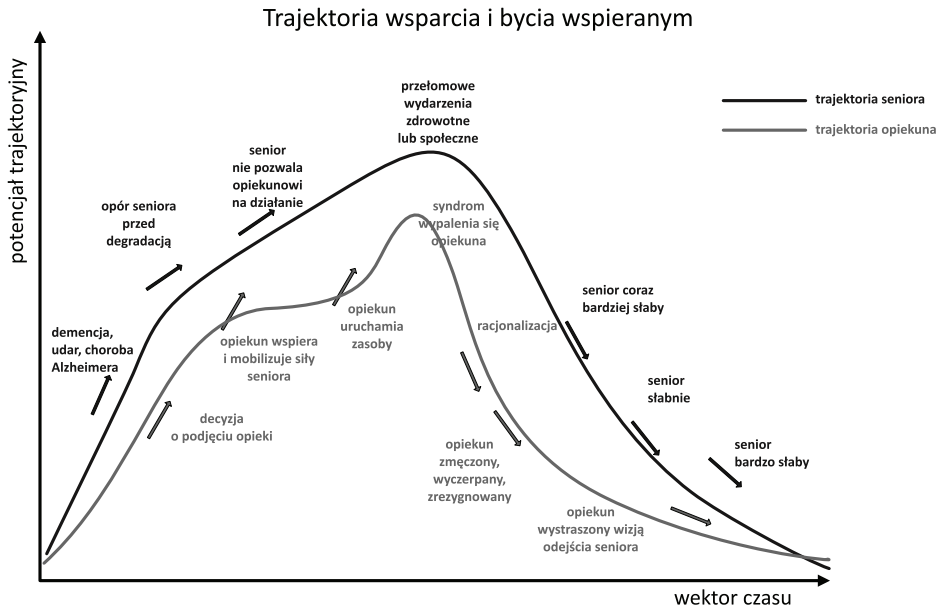 Trajektoria wsparcia i bycia wspieranym
potencjał trajektoryjny
przełomowe
wydarzenia
zdrowotne
lub społeczne
trajektoria seniora
trajektoria opiekuna
senior
nie pozwala
opiekunowi
na działanie
opór seniora
przed
degradacją
syndrom
wypalenia się
opiekuna
demencja,
udar, choroba
Alzheimera
opiekun wspiera
i mobilizuje siły
seniora
opiekun
uruchamia
zasoby
racjonalizacja
senior coraz
bardziej słaby
decyzja
o podjęciu opieki
senior
słabnie
opiekun
zmęczony,
wyczerpany,
zrezygnowany
senior
bardzo słaby
opiekun
wystraszony wizją
odejścia seniora
wektor czasu